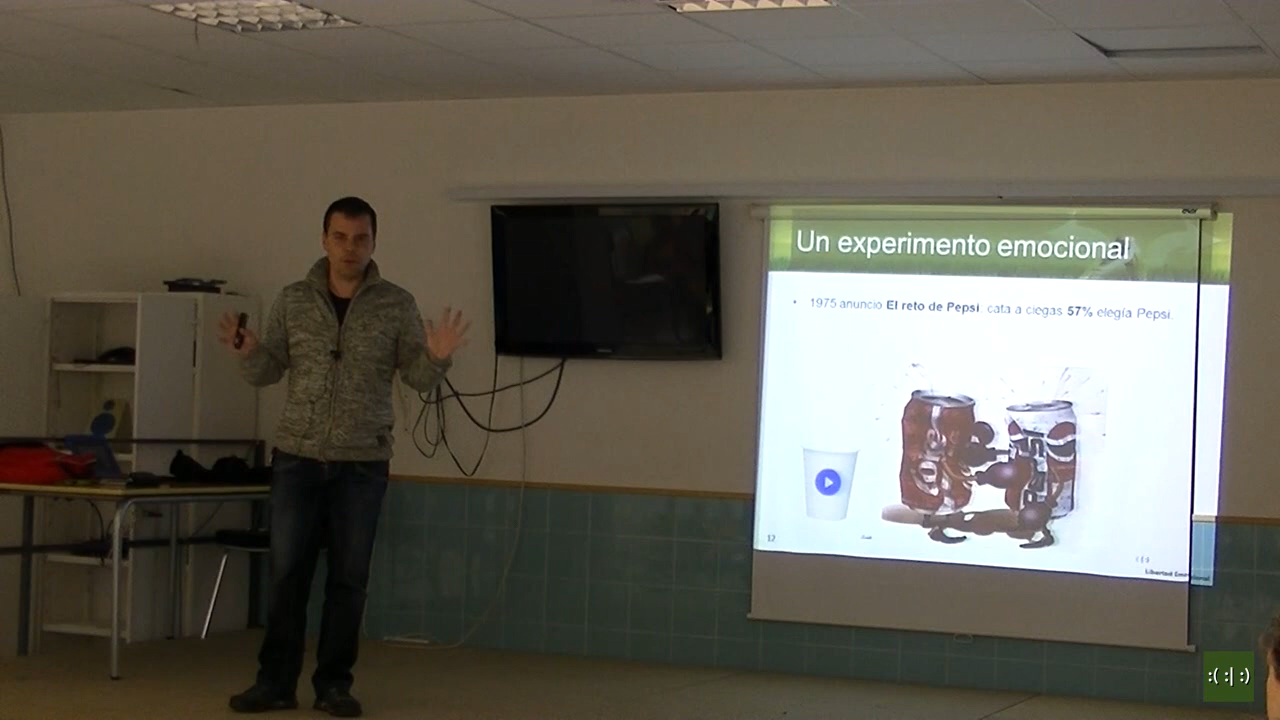 Un experimento emocional
• 1975 anuncio El reto de Pepsi, cata a ciegas 57% elegía Pepsi.
12
:( :| :)
Libertad Emocional
:( :| :)